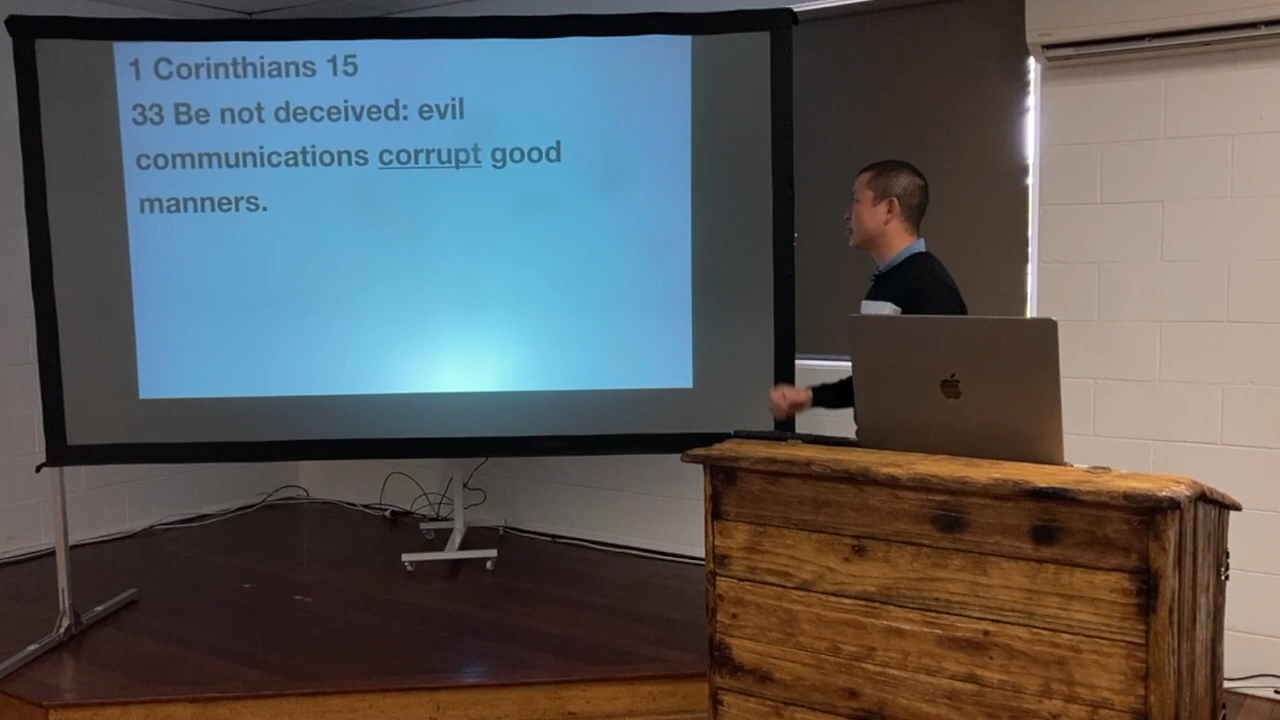 1 Corinthians 15
33 Be not deceived: evil
communications corrupt good
manners.